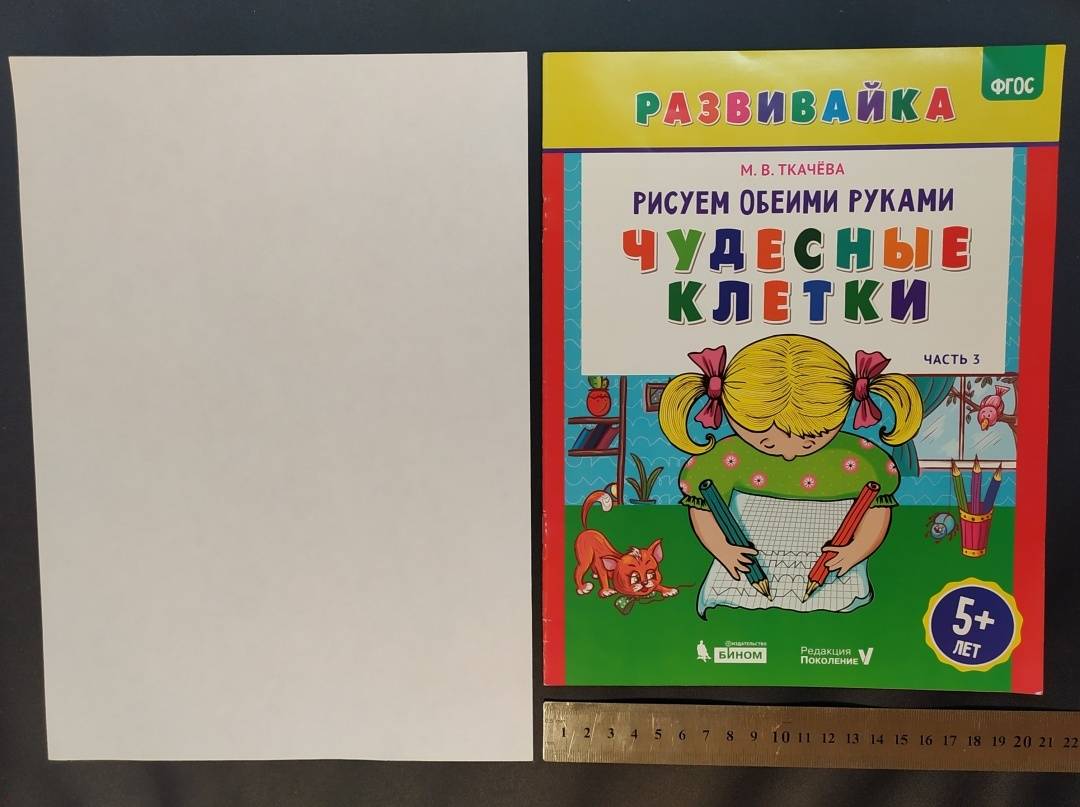 ФГОС
РАЗВИВАЙКА
М. В. ТКАЧЁВА
РИСУЕМ ОБЕИМИ РУКАМИ
ЧУДЕСНЫЕ
КЛЕТКИ
ЧАСТЬ 3
5+
ЛЕТ
ИЗДАТЕЛЬСТВО
БИНОМ
Редакция
Поколение V
1 2 3 4 5 6 7 8 9 10 11 12 13 14 15 16 17 18 19 20 21 22